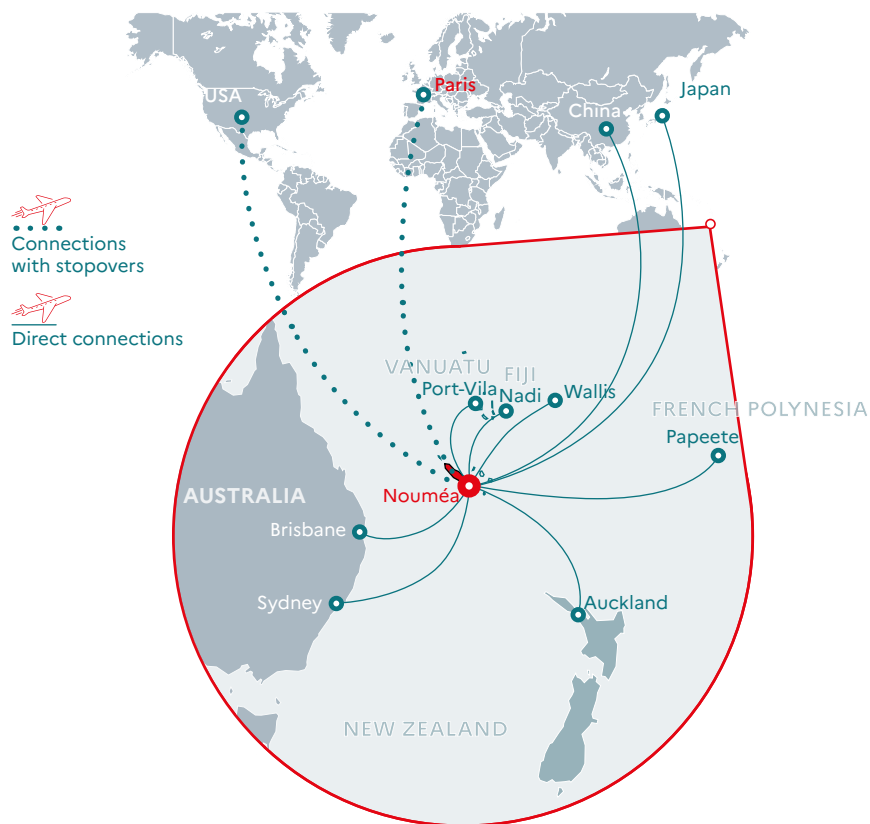 USA
Paris
China
Japan
Connections
with stopovers
Direct connections
VANUATU
FIJI
Port-Vila
Nadi
Wallis
FRENCH POLYNESIA
Papeete
AUSTRALIA
Nouméa
Brisbane
Sydney
Auckland
NEW ZEALAND